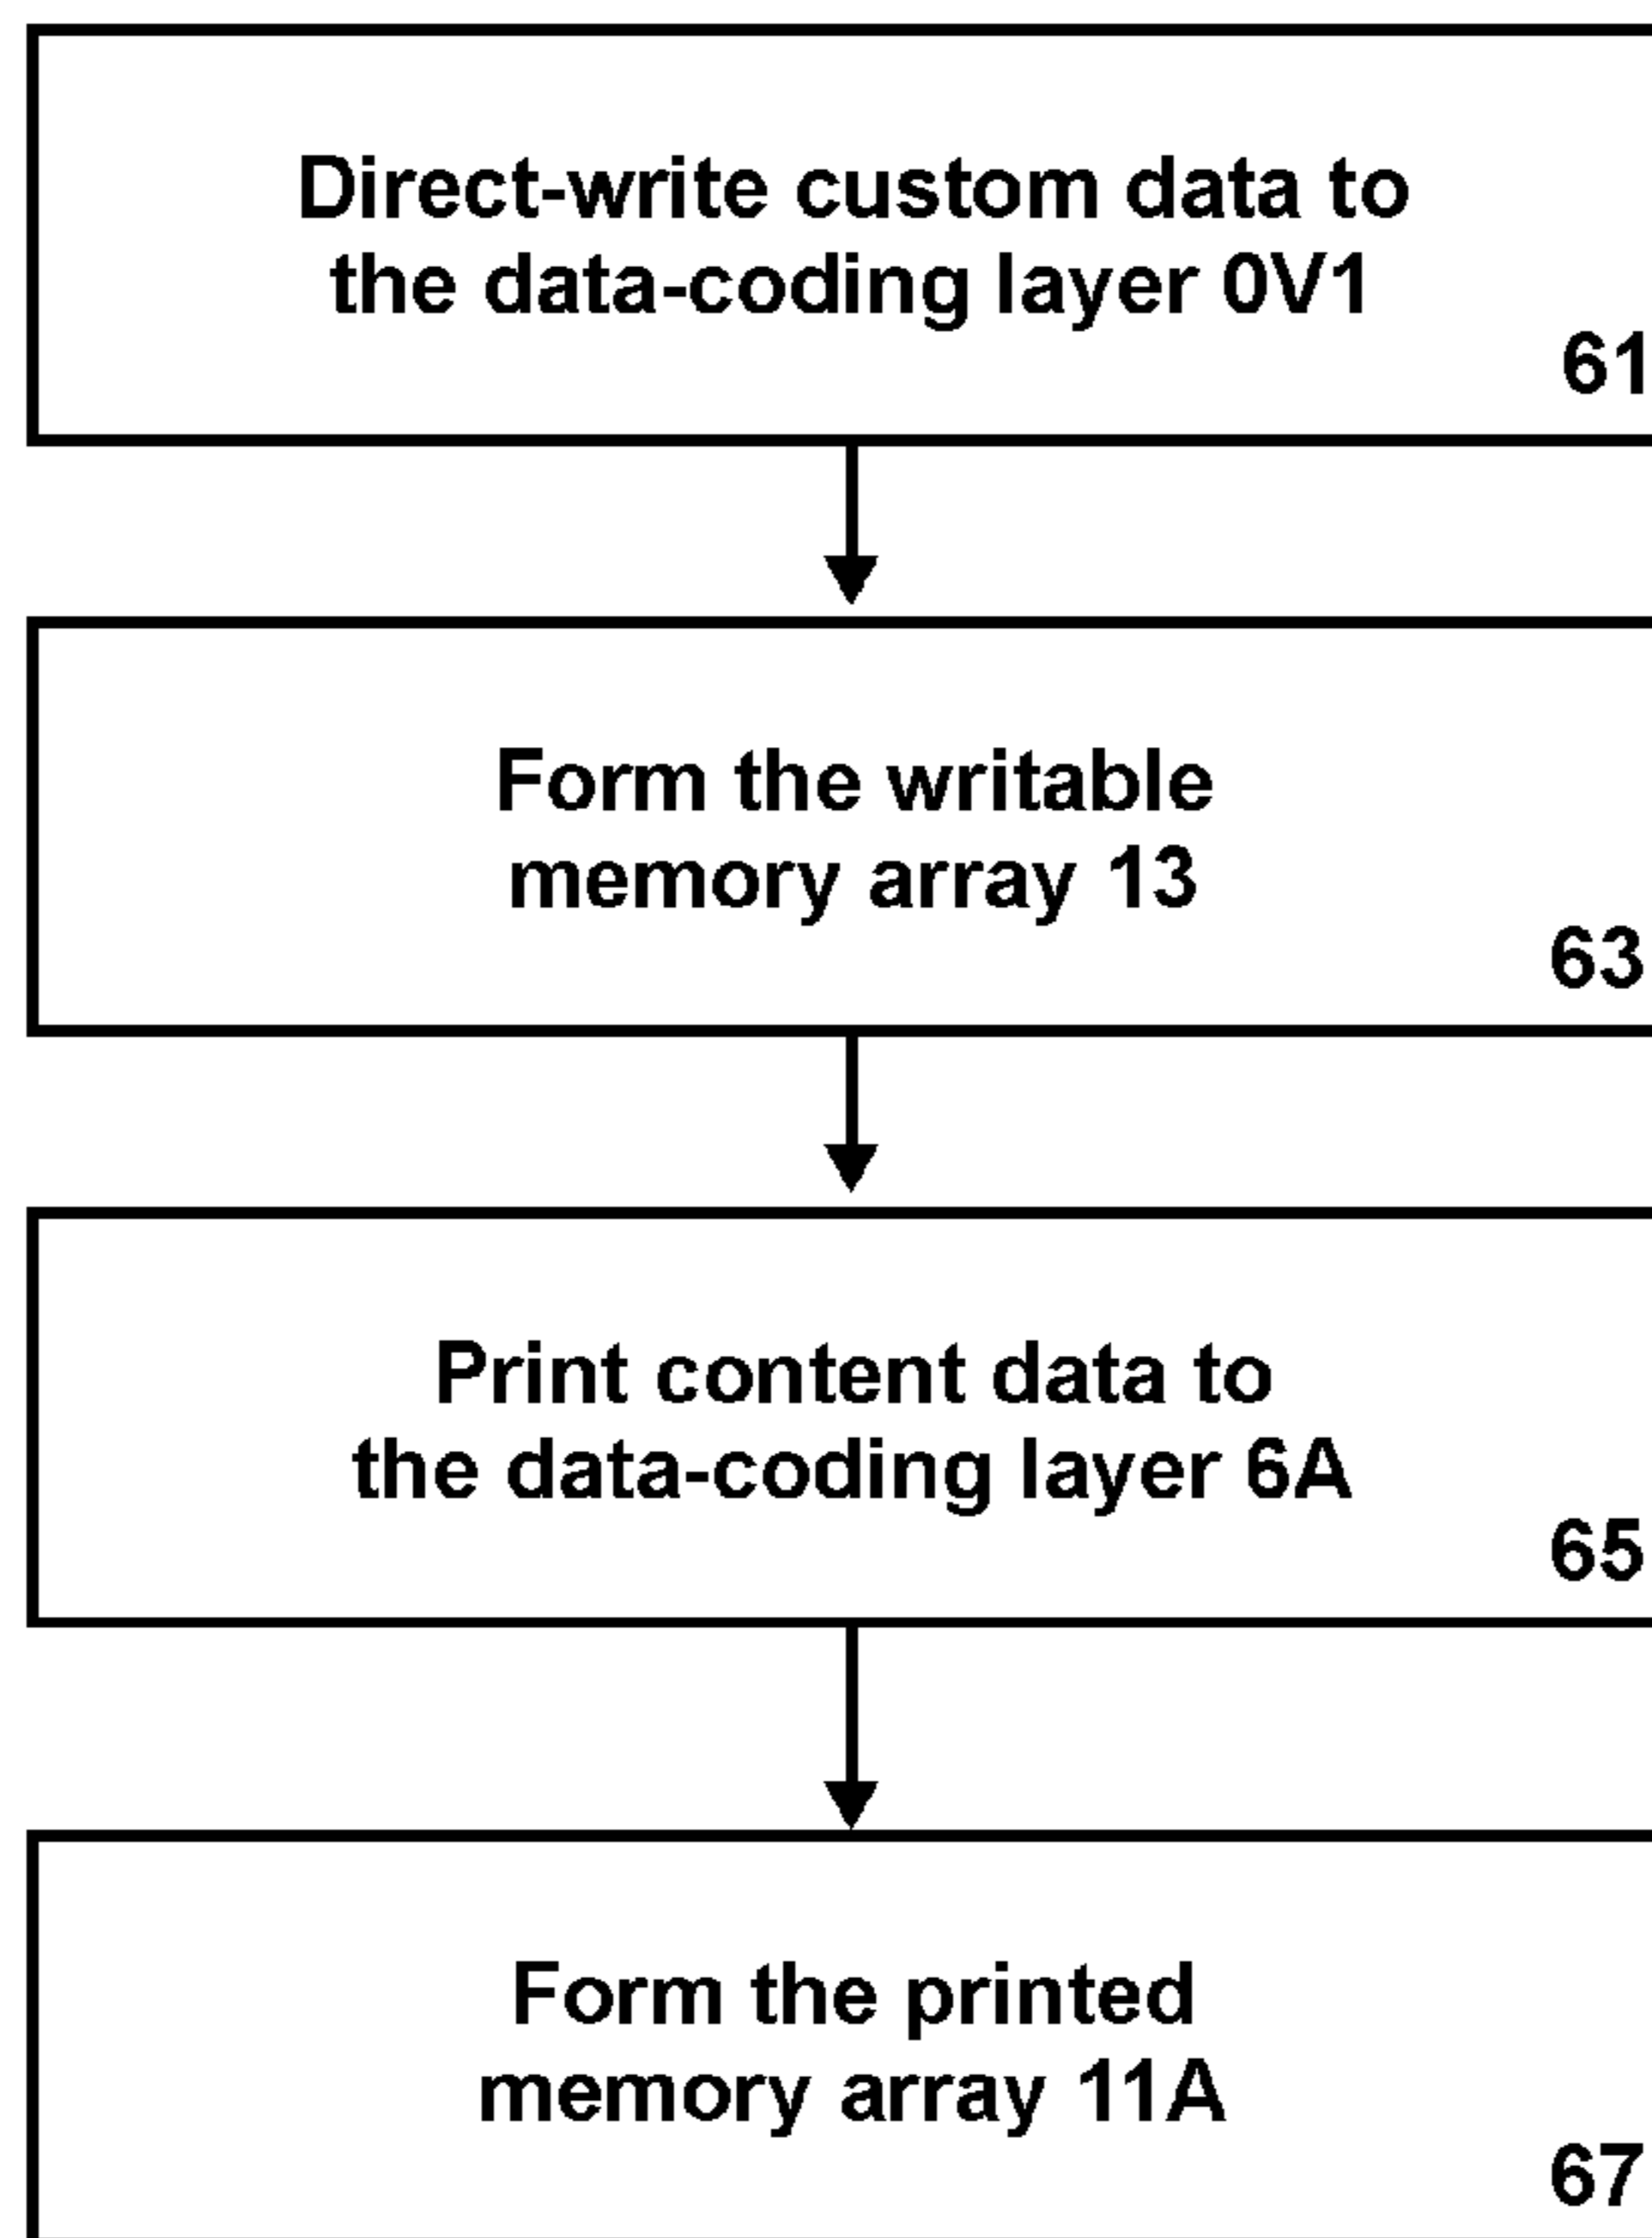 Direct-write custom data to
the data-coding layer 0V1
61
Form the writable
memory array 13
63
Print content data to
the data-coding layer 6A
65
Form the printed
memory array 11A
67